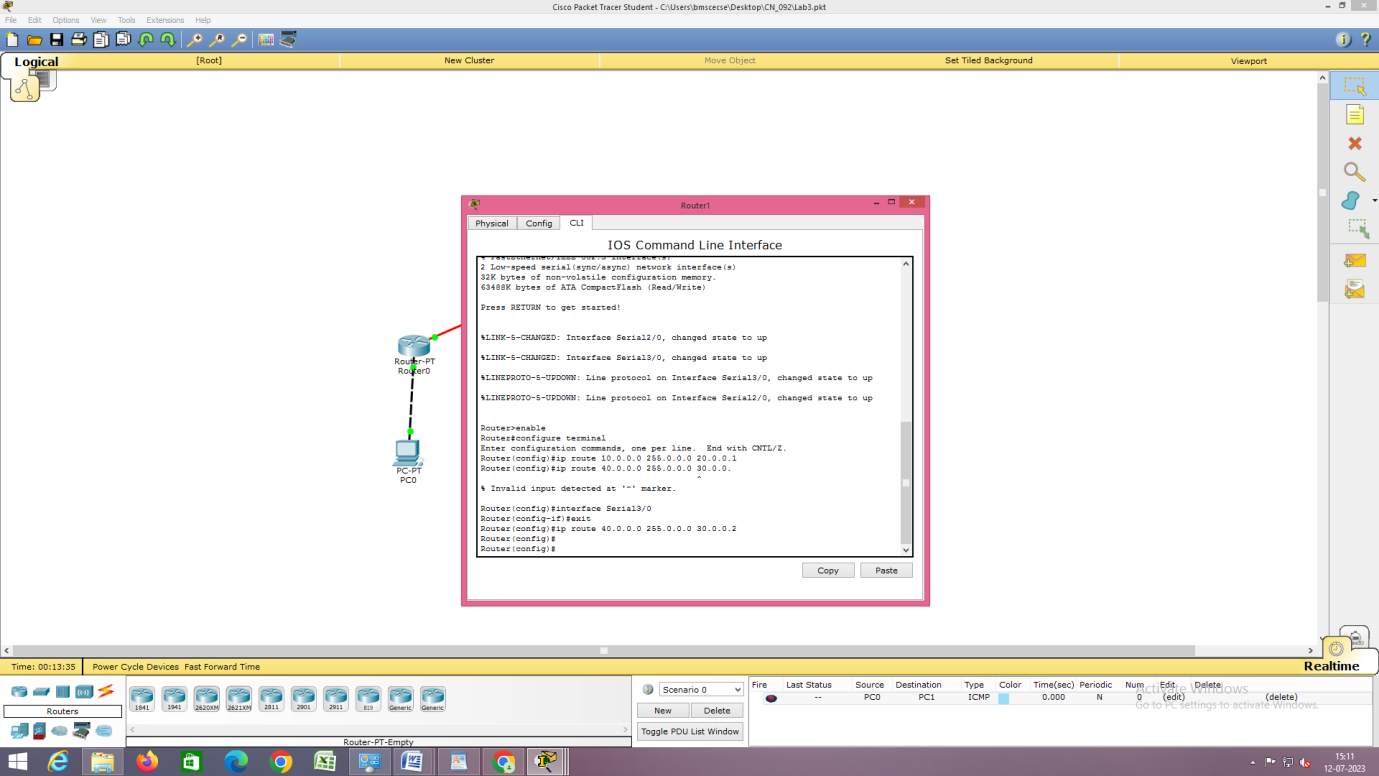 Cisco Packet Tracer Student - C:\Users\bmscerse\Desktop\CN_092\Lab3.pkt
File Edit Options View Tools Extensions Help
Logical [Root] New Cluster Move Object Set Tiled Background Viewport
Router1
Physical Config CLI
IOS Command Line Interface
2 Low-speed serial(sync/async) network interface(s)
32K bytes of non-volatile configuration memory.
63488K bytes of ATA CompactFlash (Read/Write)
Press RETURN to get started!
%LINK-5-CHANGED: Interface Serial2/0, changed state to up
%LINK-5-CHANGED: Interface Serial3/0, changed state to up
%LINEPROTO-5-UPDOWN: Line protocol on Interface Serial3/0, changed state to up
%LINEPROTO-5-UPDOWN: Line protocol on Interface Serial2/0, changed state to up
Router>enable
Router#configure terminal
Enter configuration commands, one per line.  End with CNTL/Z.
Router(config)#ip route 10.0.0.0 255.0.0.0 20.0.0.1
Router(config)#ip route 40.0.0.0 255.0.0.0 30.0.0.
^
% Invalid input detected at '^' marker.
Router(config)#interface Serial3/0
Router(config-if)#exit
Router(config)#ip route 40.0.0.0 255.0.0.0 30.0.0.2
Router(config)#
Router(config)#
Copy Paste
Router-PT
Router0
PC-PT
PC0
Time: 00:13:35 Power Cycle Devices Fast Forward Time
Realtime
Routers
1841 1941 2620XM 2621XM 2811 2901 2911 819 Generic Generic
Router-PT-Empty
Scenario 0
New Delete
Toggle PDU List Window
Fire Last Status Source Destination Type Color Time(sec) Periodic Num Edit Delete
-- PC0 PC1 ICMP 0.000 N 0 (edit) (delete)
Activate Windows
Go to PC settings to activate Windows.
15:11
12-07-2023